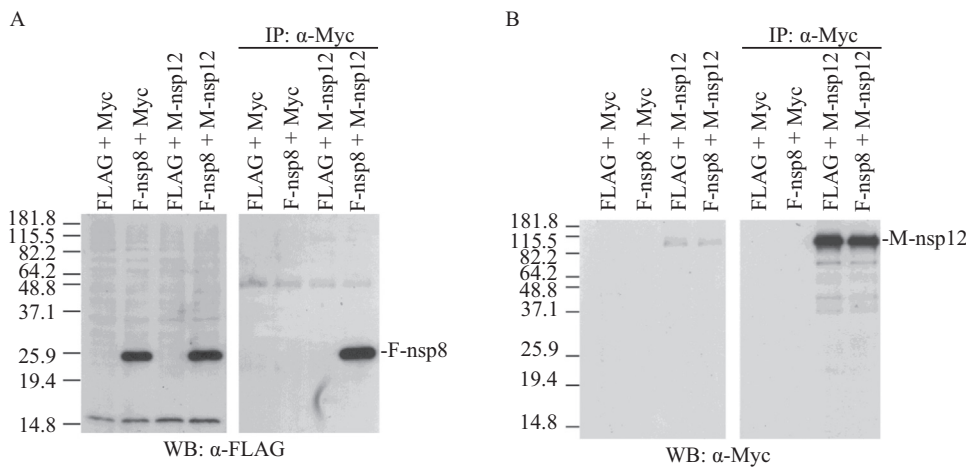 A
IP: α-Myc
FLAG + Myc
F-nsp8 + Myc
FLAG + M-nsp12
F-nsp8 + M-nsp12
FLAG + Myc
F-nsp8 + Myc
FLAG + M-nsp12
F-nsp8 + M-nsp12
181.8
115.5
82.2
64.2
48.8
37.1
25.9
19.4
14.8
-F-nsp8
WB: α-FLAG
B
IP: α-Myc
FLAG + Myc
F-nsp8 + Myc
FLAG + M-nsp12
F-nsp8 + M-nsp12
FLAG + Myc
F-nsp8 + Myc
FLAG + M-nsp12
F-nsp8 + M-nsp12
181.8
115.5
82.2
64.2
48.8
37.1
25.9
19.4
14.8
-M-nsp12
WB: α-Myc